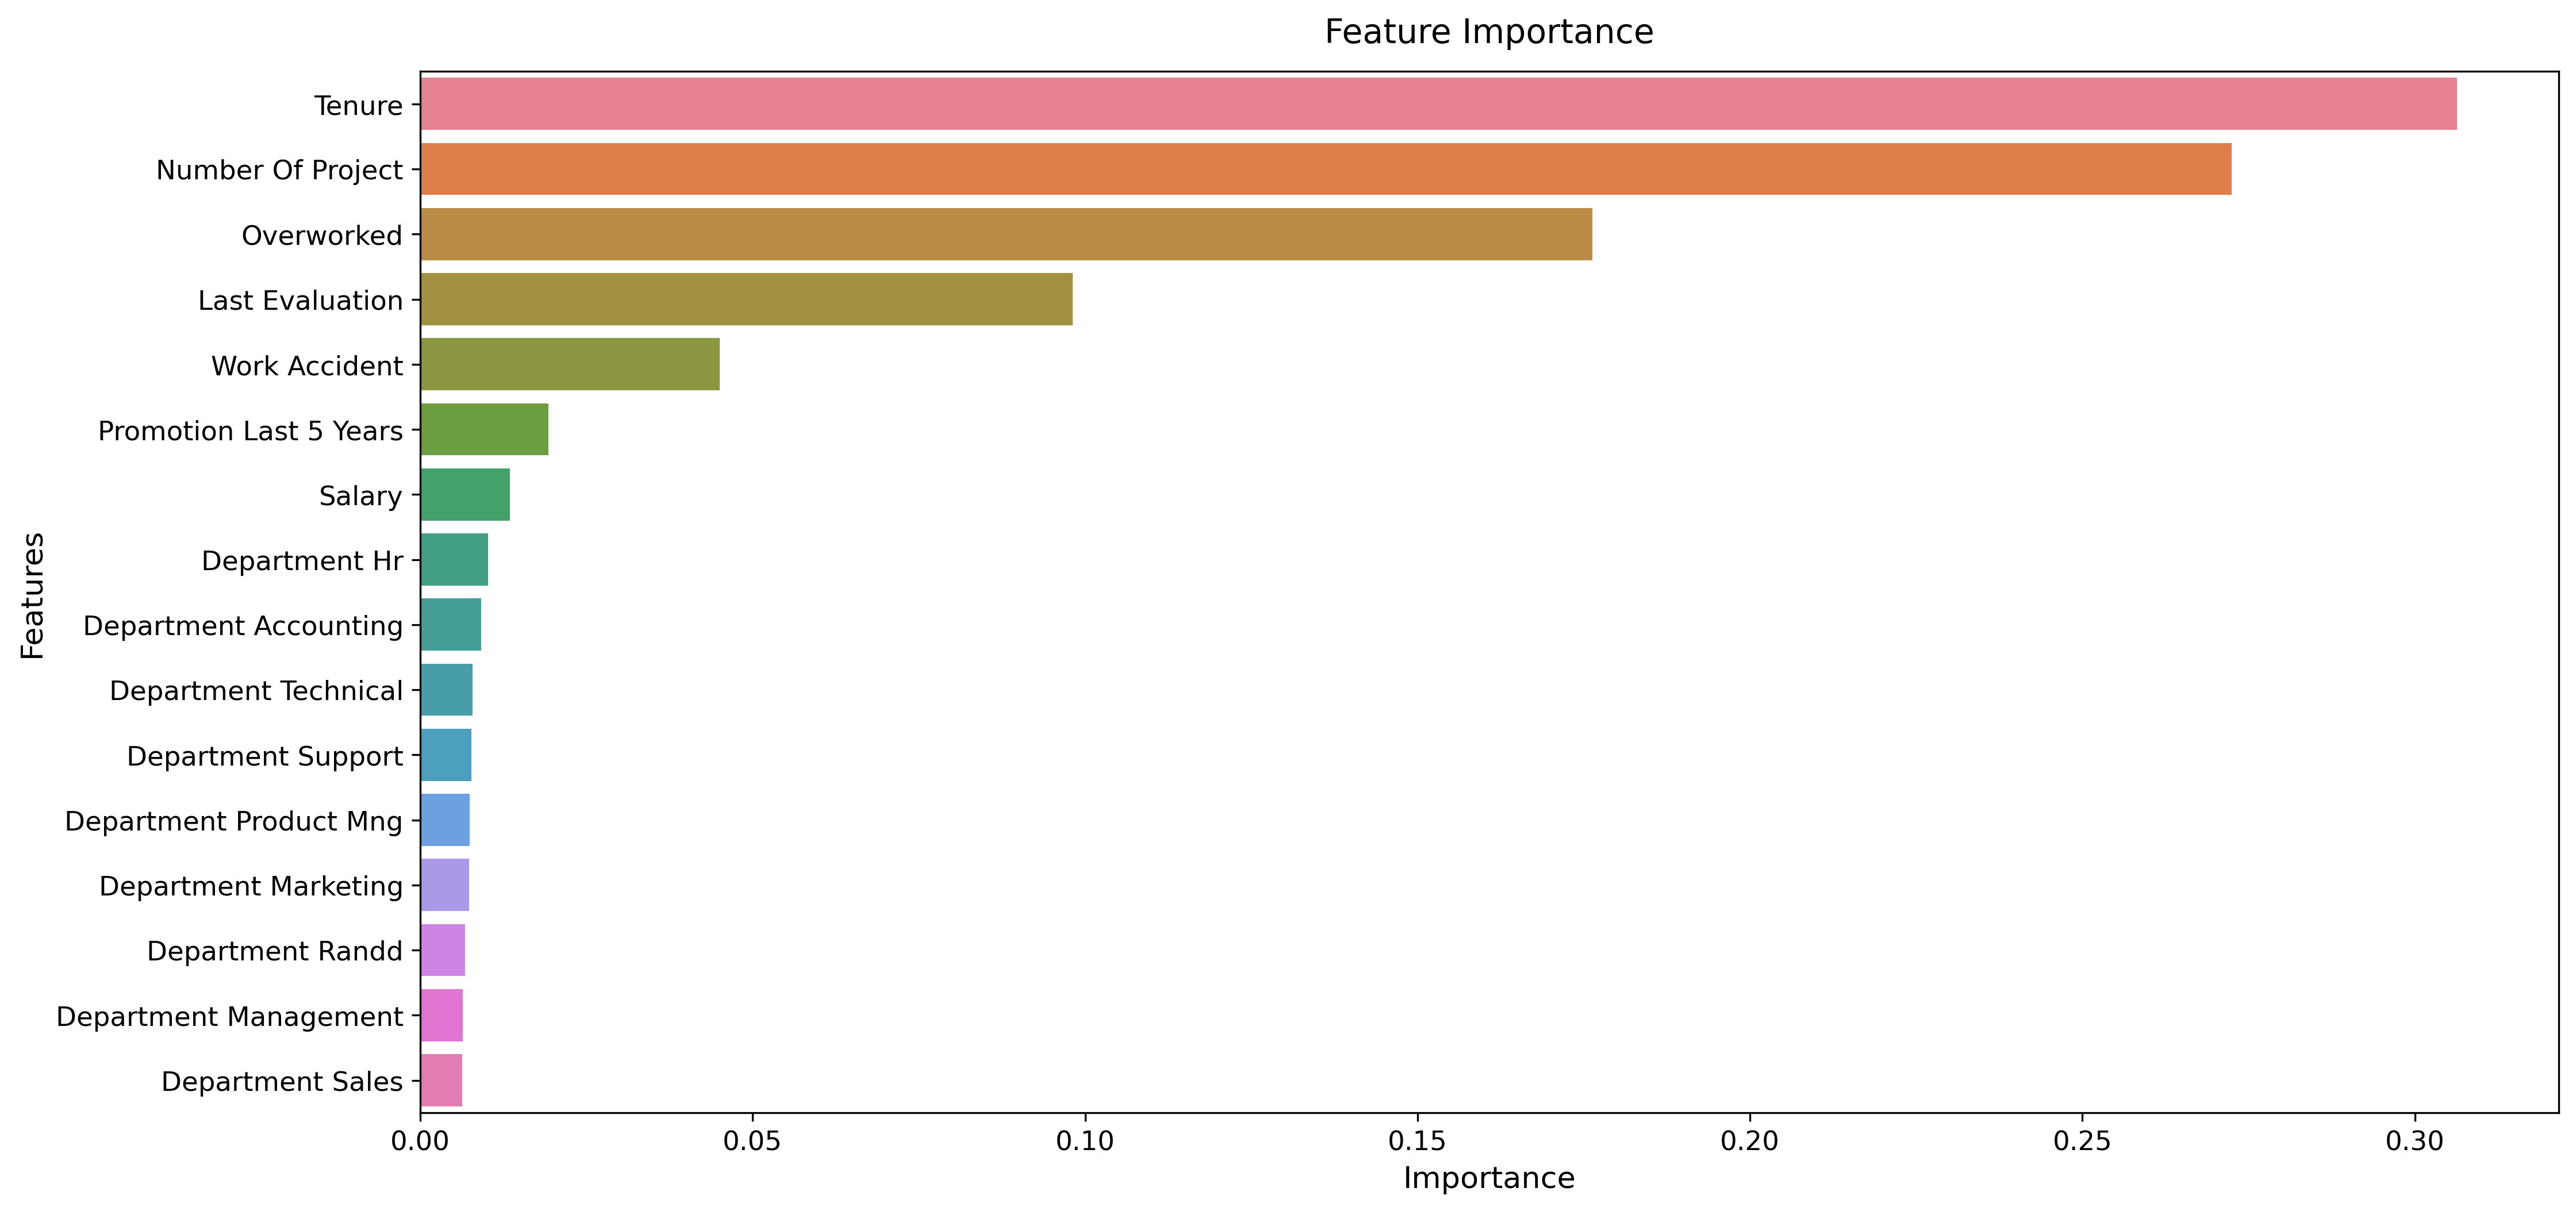 Feature Importance
Tenure
Number Of Project
Overworked
Last Evaluation
Work Accident
Promotion Last 5 Years
Salary
Department Hr
Department Accounting
Department Technical
Department Support
Department Product Mng
Department Marketing
Department Randd
Department Management
Department Sales
Features
0.00 0.05 0.10 0.15 0.20 0.25 0.30
Importance